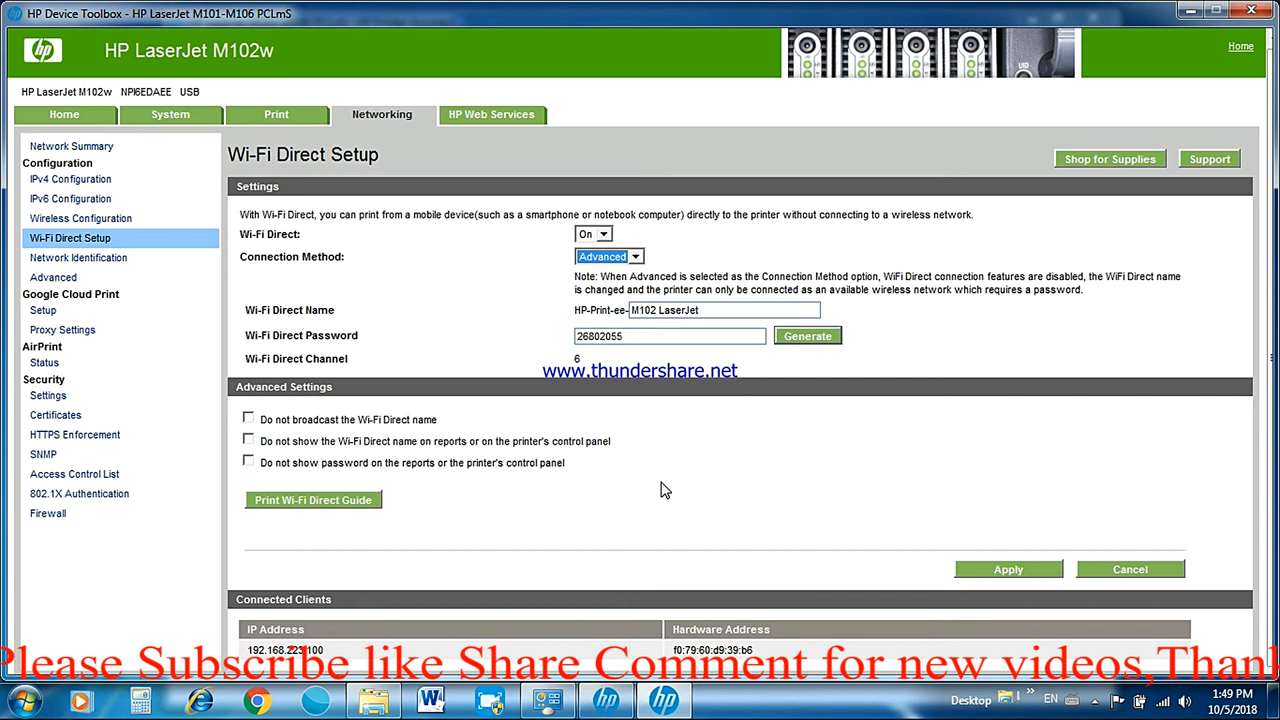 HP Device Toolbox - HP LaserJet M101-M106 PCLmS
hp
HP LaserJet M102w
UID
Home
HP LaserJet M102w NPI6EDAEE USB
Home System Print Networking HP Web Services
Network Summary
Configuration
IPv4 Configuration
IPv6 Configuration
Wireless Configuration
Wi-Fi Direct Setup
Network Identification
Advanced
Google Cloud Print
Setup
Proxy Settings
AirPrint
Status
Security
Settings
Certificates
HTTPS Enforcement
SNMP
Access Control List
802.1X Authentication
Firewall
Wi-Fi Direct Setup
Shop for Supplies Support
Settings
With Wi-Fi Direct, you can print from a mobile device(such as a smartphone or notebook computer) directly to the printer without connecting to a wireless network.
Wi-Fi Direct: On
Connection Method: Advanced
Note: When Advanced is selected as the Connection Method option, WiFi Direct connection features are disabled, the WiFi Direct name
is changed and the printer can only be connected as an available wireless network which requires a password.
Wi-Fi Direct Name HP-Print-ee-M102 LaserJet
Wi-Fi Direct Password 26802055 Generate
Wi-Fi Direct Channel 6
www.thundershare.net
Advanced Settings
Do not broadcast the Wi-Fi Direct name
Do not show the Wi-Fi Direct name on reports or on the printer's control panel
Do not show password on the reports or the printer's control panel
Print Wi-Fi Direct Guide
Apply Cancel
Connected Clients
IP Address Hardware Address
192.168.223.100 f0:79:60:d9:39:b6
Please Subscribe like Share Comment for new videos,Thank
Desktop » EN 1:49 PM
10/5/2018